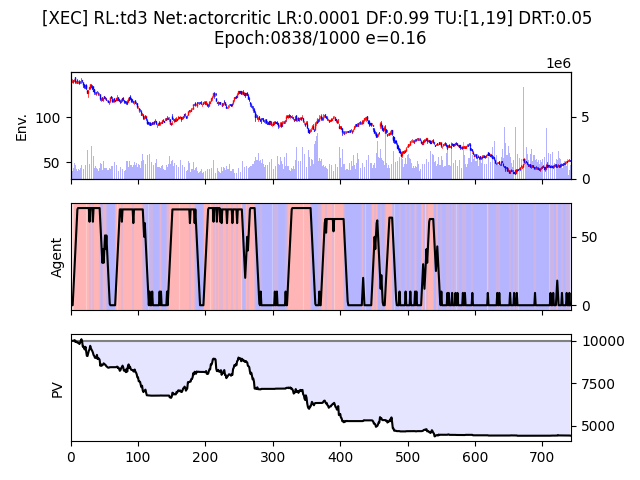 [XEC] RL:td3 Net:actorcritic LR:0.0001 DF:0.99 TU:[1,19] DRT:0.05
Epoch:0838/1000 e=0.16
1e6
Env.
100
50
5
0
Agent
50
0
PV
10000
7500
5000
0 100 200 300 400 500 600 700